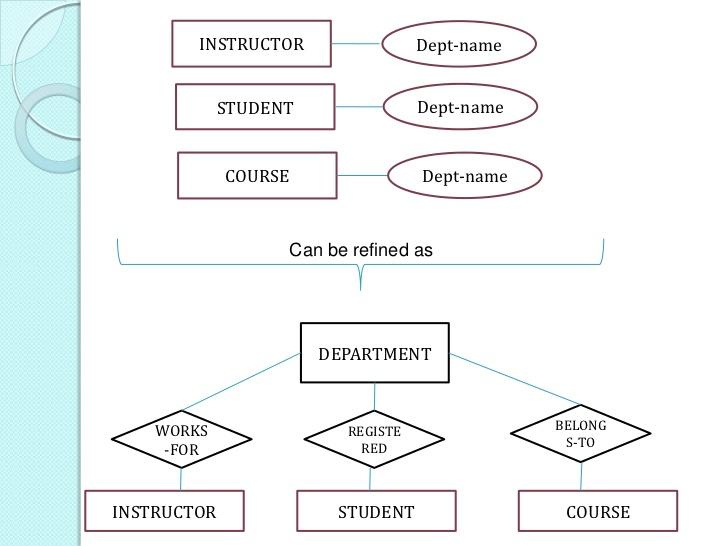 INSTRUCTOR
Dept-name
STUDENT
Dept-name
COURSE
Dept-name
Can be refined as
DEPARTMENT
WORKS
-FOR
REGISTE
RED
BELONG
S-TO
INSTRUCTOR
STUDENT
COURSE